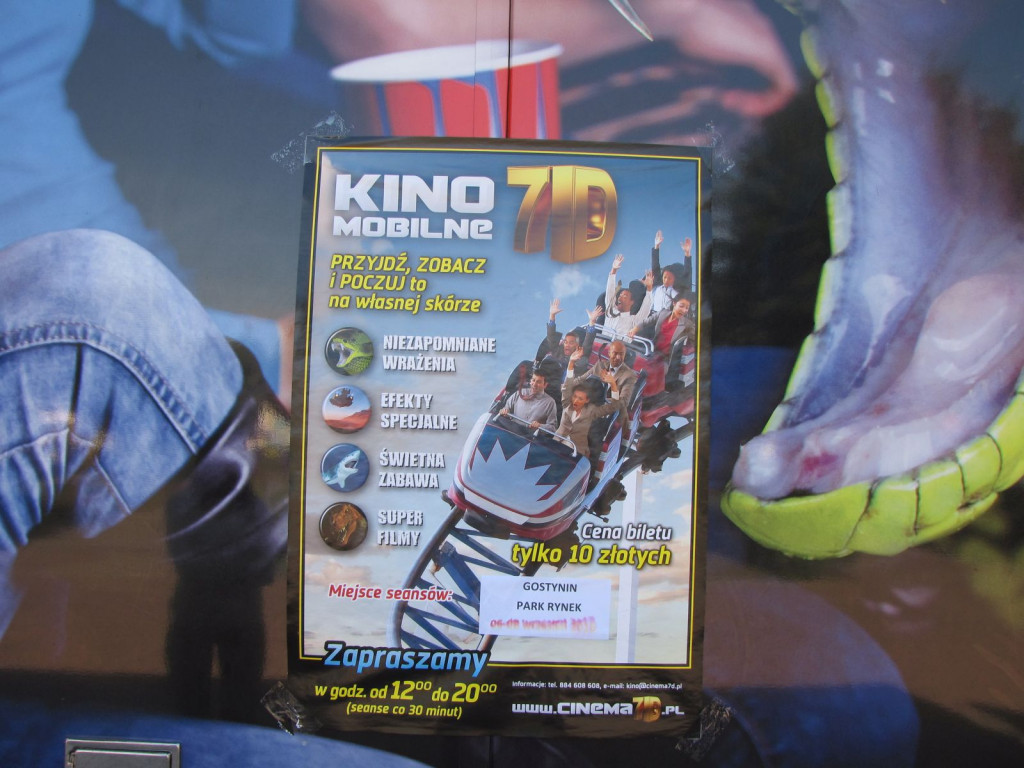 KINO 7D
MOBILNE
PRZYJDŹ, ZOBACZ
i POCZUJ to
na własnej skórze
NIEZAPOMNIANE
WRAŻENIA
EFEKTY
SPECJALNE
ŚWIETNA
ZABAWA
SUPER
FILMY
Cena biletu
tylko 10 złotych
Miejsce seansów:
GOSTYNIN
PARK RYNEK
Zapraszamy
w godz. od 12⁰⁰ do 20⁰⁰
(seanse co 30 minut)
Informacje: tel. 884 608 608, e-mail: kino@cinema7d.pl
www.CINEMA7D.PL